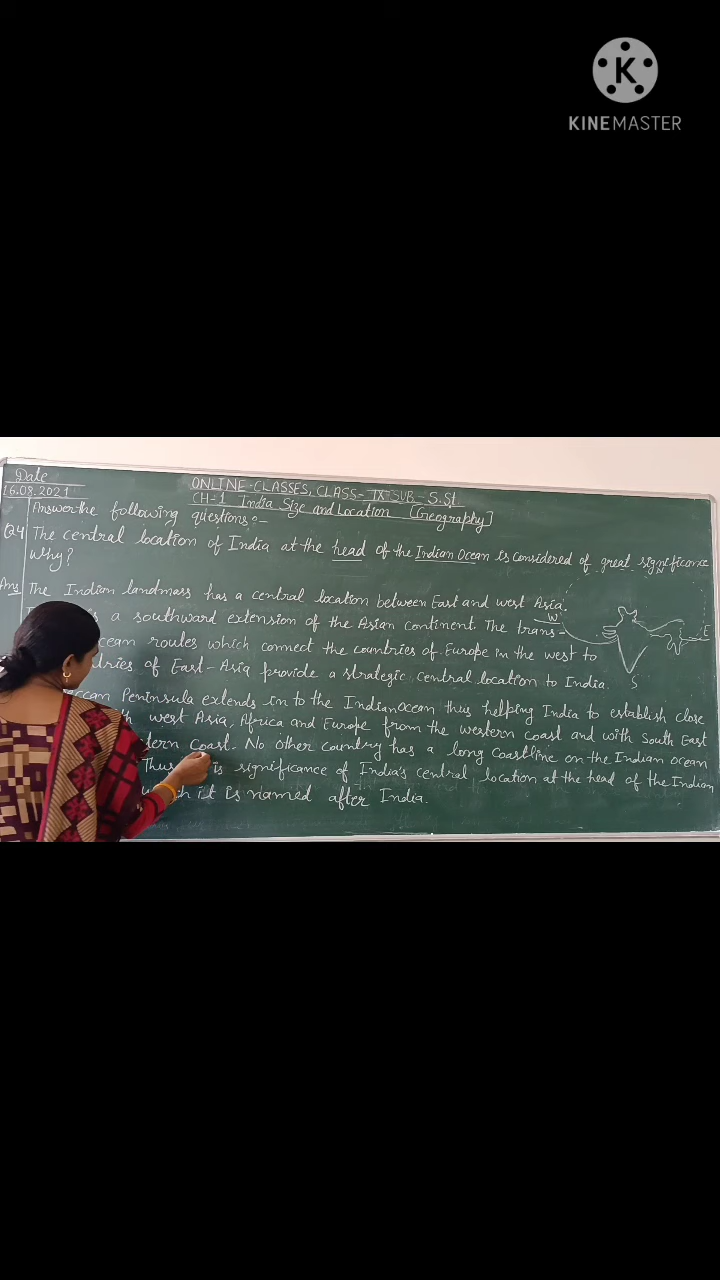 KINEMASTER
Date
16.08.2021
ONLINE CLASSES, CLASS- IX SUB- S.St
CH-1 India Size and Location [Geography]
Answer the following questions:-
Q4 The central location of India at the head of the Indian Ocean is considered of great significance
Why?
Ans The Indian landmass has a central location between East and west Asia.
a southward extension of the Asian continent. The trans-
routes which connect the countries of Europe in the west to
of East-Asia provide a strategic central location to India.
Peninsula extends in to the Indian Ocean thus helping India to establish close
west Asia, Africa and Europe from the western coast and with South East
coast. No other country has a long coastline on the Indian ocean
Thus is significance of India's central location at the head of the Indian
it is named after India.
W
E
S